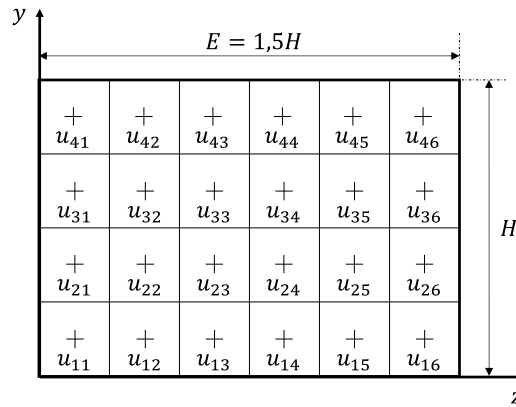 y
E = 1,5H
u₄₁ u₄₂ u₄₃ u₄₄ u₄₅ u₄₆
u₃₁ u₃₂ u₃₃ u₃₄ u₃₅ u₃₆
H
u₂₁ u₂₂ u₂₃ u₂₄ u₂₅ u₂₆
u₁₁ u₁₂ u₁₃ u₁₄ u₁₅ u₁₆
z